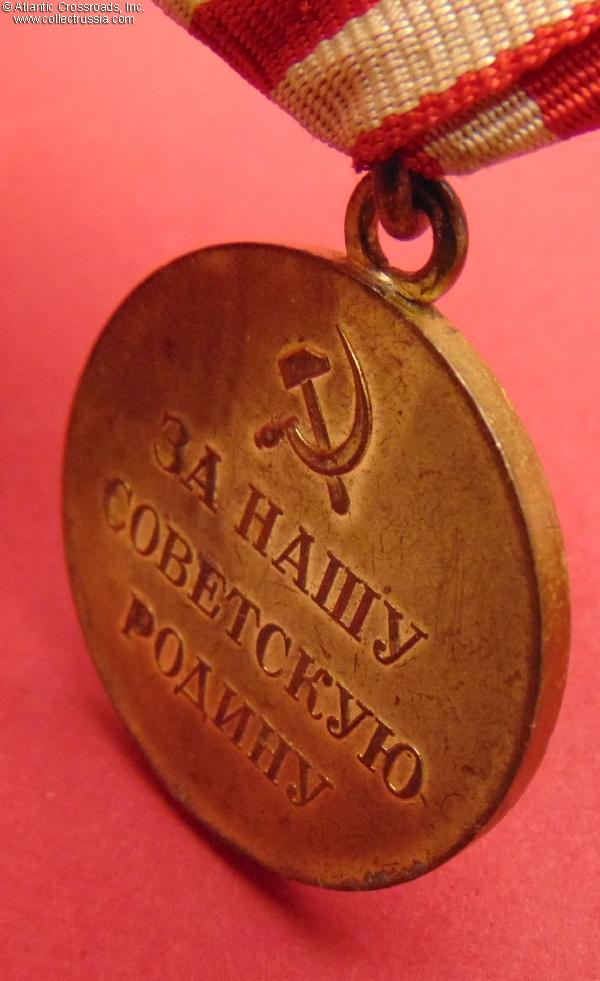 © Atlantic Crossroads, Inc.
www.collectrussia.com
ЗА НАШУ
СОВЕТСКУЮ
РОДИНУ